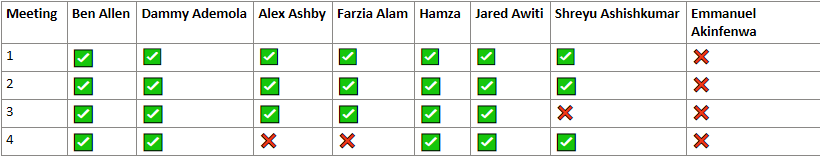 Meeting Ben Allen Dammy Ademola Alex Ashby Farzia Alam Hamza Jared Awiti Shreyu Ashishkumar Emmanuel
Akinfenwa
1 ✅ ✅ ✅ ✅ ✅ ✅ ✅ ❌
2 ✅ ✅ ✅ ✅ ✅ ✅ ✅ ❌
3 ✅ ✅ ✅ ✅ ✅ ✅ ❌ ❌
4 ✅ ✅ ❌ ❌ ✅ ✅ ✅ ❌